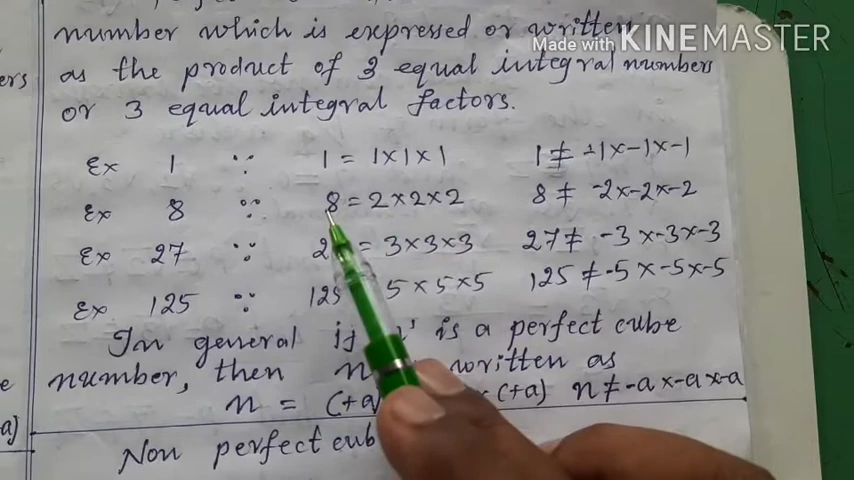 number which is expressed or written
Made with KINEMASTER
ers
as the product of 3 equal integral numbers
or 3 equal integral factors.
Ex 1 ∵ 1 = 1×1×1 1 ≠ -1×-1×-1
Ex 8 ∵ 8 = 2×2×2 8 ≠ -2×-2×-2
Ex 27 ∵ 2 = 3×3×3 27 ≠ -3×-3×-3
Ex 125 ∵ 125 5×5×5 125 ≠ -5×-5×-5
In general if is a perfect cube
e
number, then n written as
n = (+a) (+a) n ≠ -a×-a×-a
a)
Non perfect cub